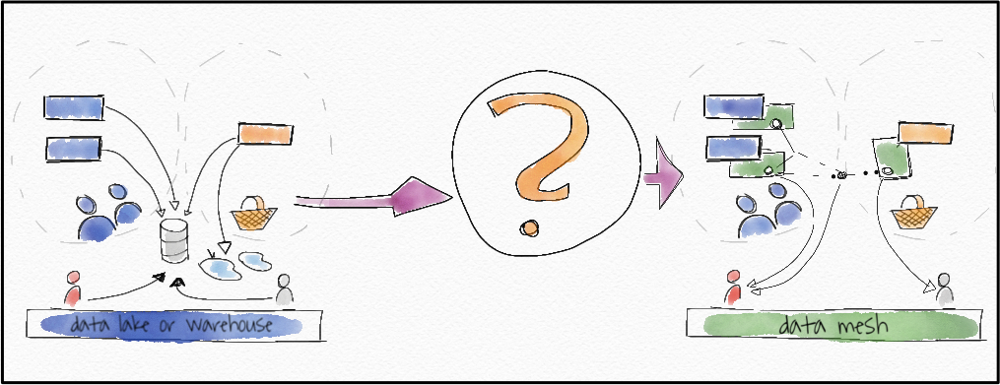 ?
data lake or warehouse
data mesh